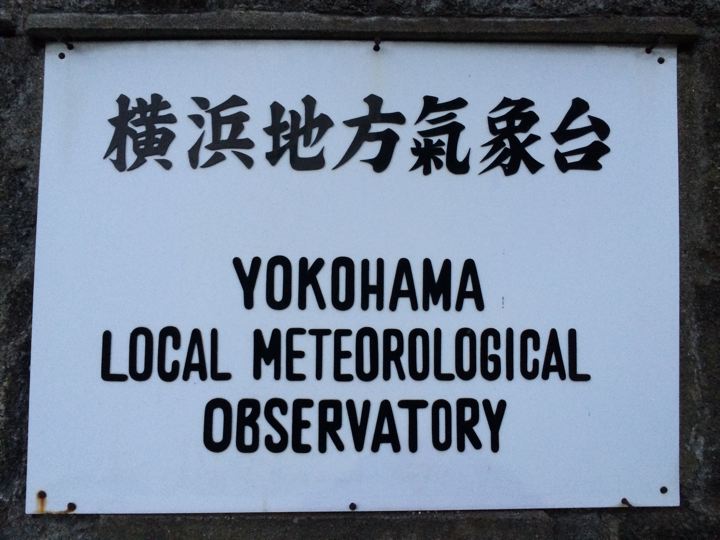 横浜地方氣象台
YOKOHAMA
LOCAL METEOROLOGICAL
OBSERVATORY